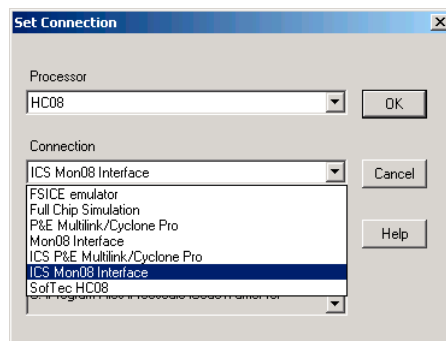 Set Connection
Processor
HC08
OK
Connection
ICS Mon08 Interface
Cancel
FSICE emulator
Full Chip Simulation
P&E Multilink/Cyclone Pro
Mon08 Interface
Help
ICS P&E Multilink/Cyclone Pro
ICS Mon08 Interface
SofTec HC08